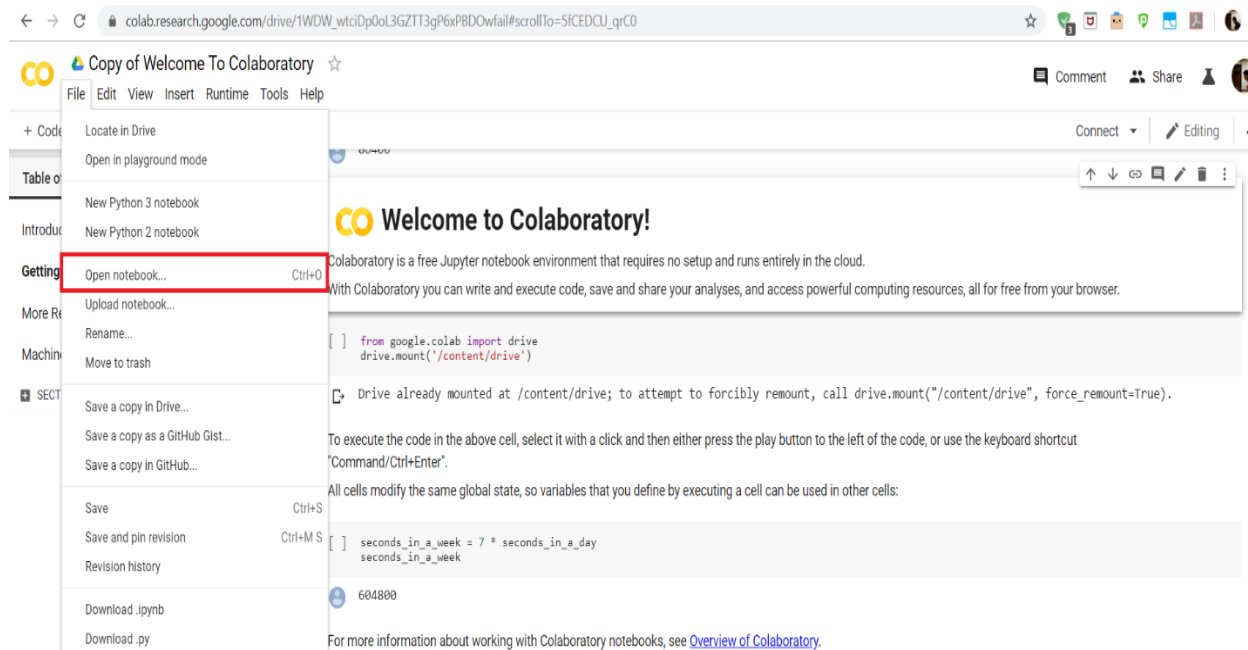 colab.research.google.com/drive/1WDW_wtciDp0oL3GZTT3gP6xPBDOwfail#scrollTo=5fCEDCU_qrC0
3
CO
Copy of Welcome To Colaboratory
File Edit View Insert Runtime Tools Help
Comment Share
+ Code
Connect Editing
Locate in Drive
Open in playground mode
New Python 3 notebook
New Python 2 notebook
Open notebook... Ctrl+O
Upload notebook...
Rename...
Move to trash
Save a copy in Drive...
Save a copy as a GitHub Gist...
Save a copy in GitHub...
Save Ctrl+S
Save and pin revision Ctrl+M S
Revision history
Download .ipynb
Download .py
Table o
Introduc
Getting
More Re
Machin
SECT
CO Welcome to Colaboratory!
Colaboratory is a free Jupyter notebook environment that requires no setup and runs entirely in the cloud.
With Colaboratory you can write and execute code, save and share your analyses, and access powerful computing resources, all for free from your browser.
[ ] from google.colab import drive
drive.mount('/content/drive')
Drive already mounted at /content/drive; to attempt to forcibly remount, call drive.mount("/content/drive", force_remount=True).
To execute the code in the above cell, select it with a click and then either press the play button to the left of the code, or use the keyboard shortcut
"Command/Ctrl+Enter".
All cells modify the same global state, so variables that you define by executing a cell can be used in other cells:
[ ] seconds_in_a_week = 7 * seconds_in_a_day
seconds_in_a_week
604800
For more information about working with Colaboratory notebooks, see Overview of Colaboratory.